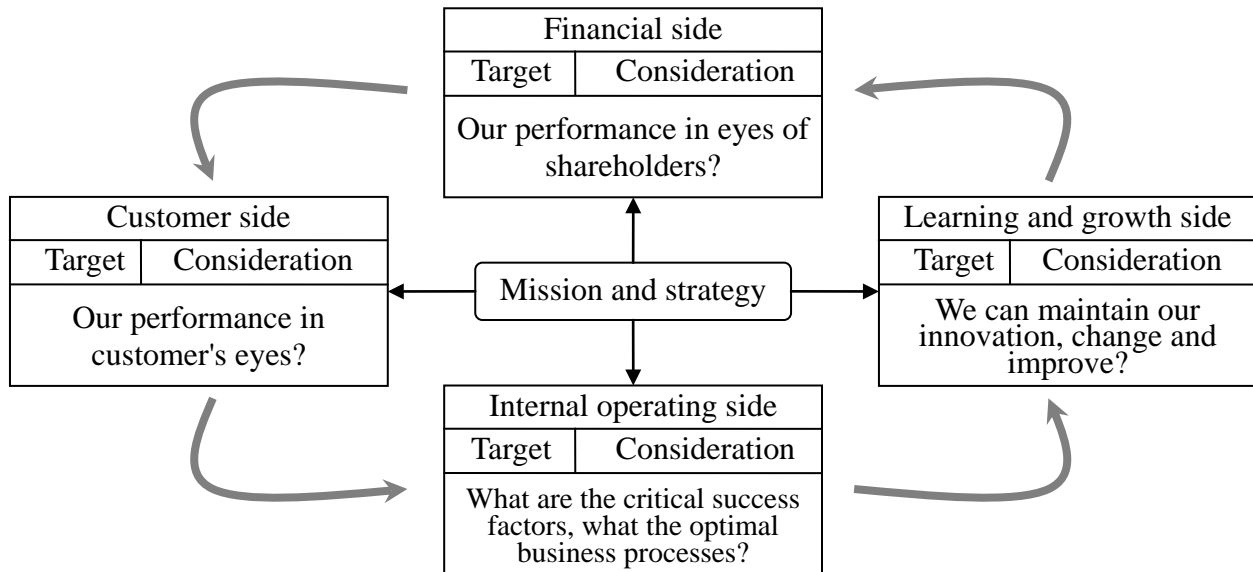 Financial side
Target Consideration
Our performance in eyes of
shareholders?
Customer side
Target Consideration
Our performance in
customer's eyes?
Mission and strategy
Learning and growth side
Target Consideration
We can maintain our
innovation, change and
improve?
Internal operating side
Target Consideration
What are the critical success
factors, what the optimal
business processes?